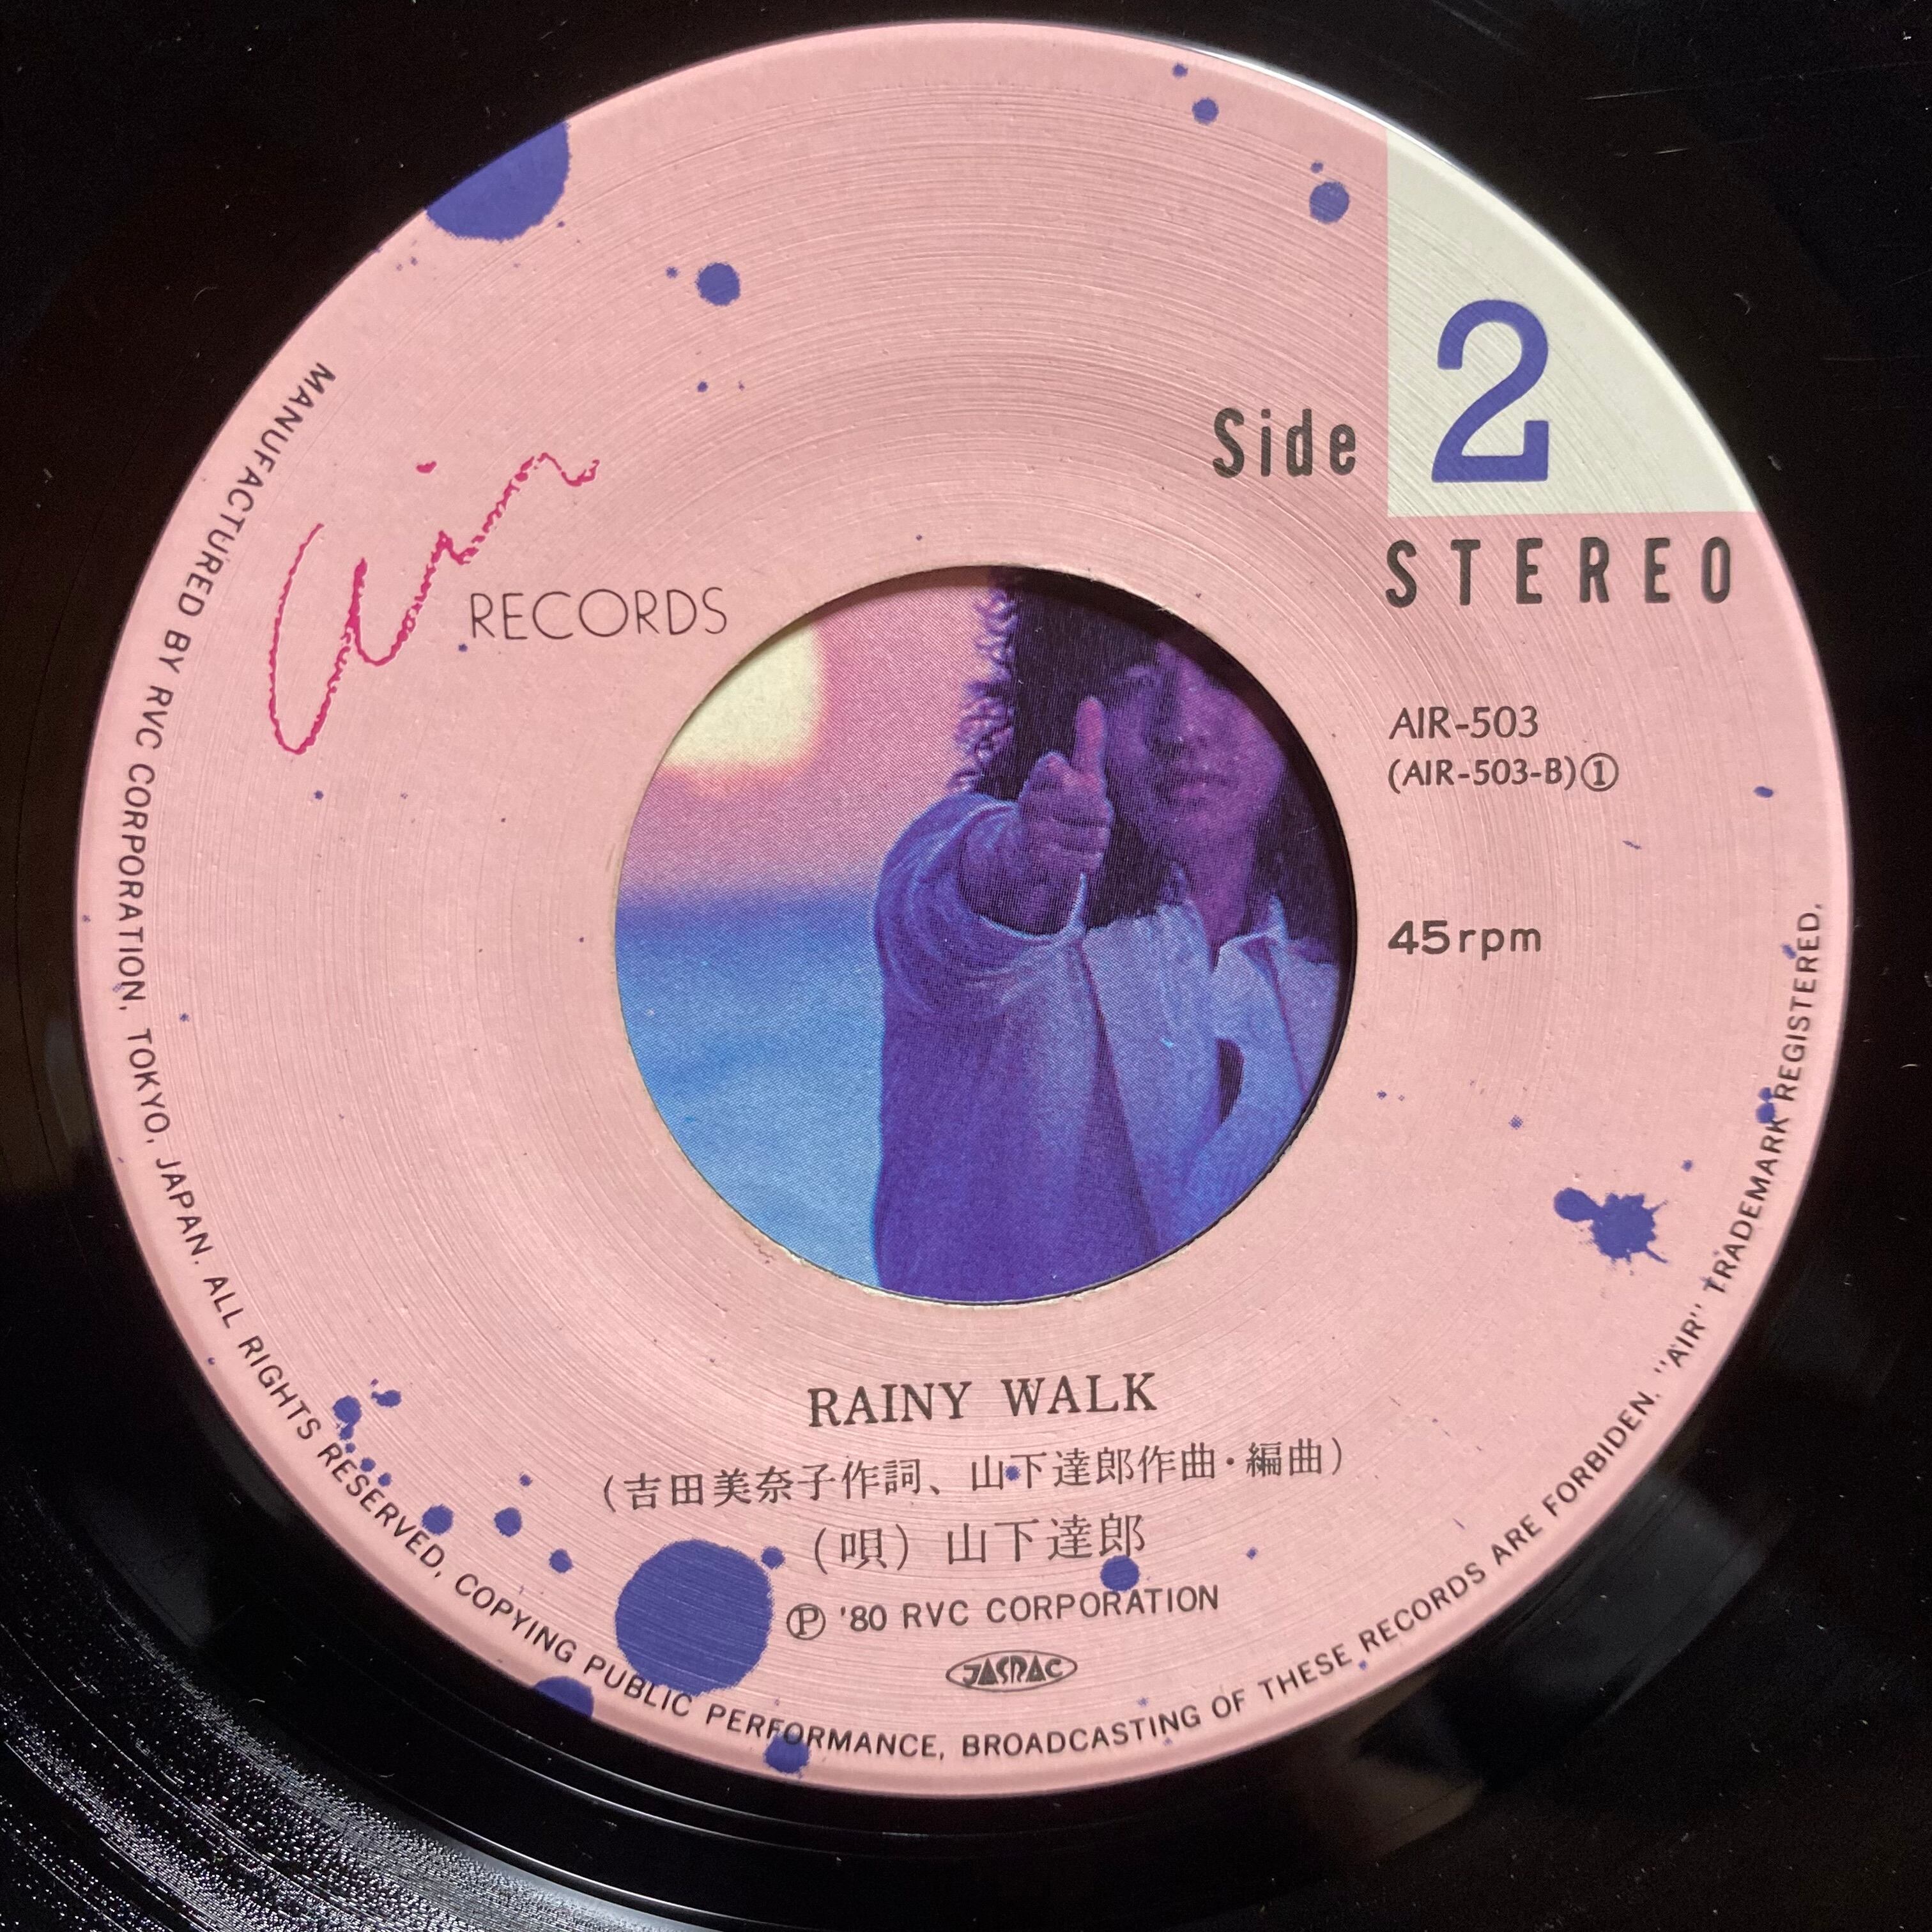 Side 2
STEREO
air
RECORDS
AIR-503
(AIR-503-B)①
45rpm
RAINY WALK
(吉田美奈子作詞、山下達郎作曲・編曲)
(唄) 山下達郎
Ⓟ '80 RVC CORPORATION
JASRAC
MANUFACTURED BY RVC CORPORATION, TOKYO, JAPAN. ALL RIGHTS RESERVED, COPYING PUBLIC PERFORMANCE, BROADCASTING OF THESE RECORDS ARE FORBIDEN. "AIR" TRADEMARK REGISTERED.